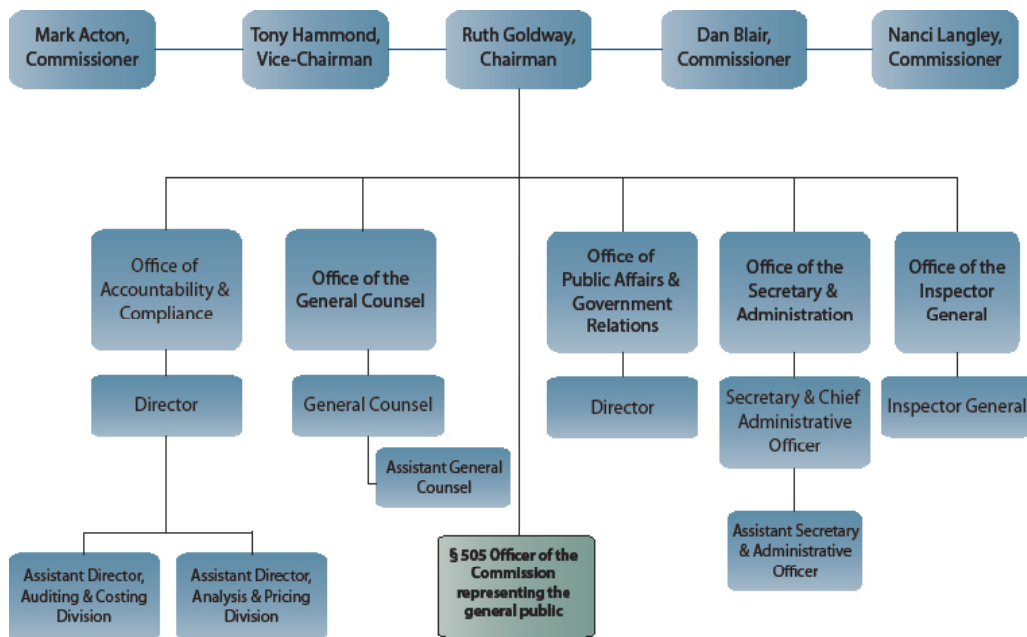 Mark Acton,
Commissioner
Tony Hammond,
Vice-Chairman
Ruth Goldway,
Chairman
Dan Blair,
Commissioner
Nanci Langley,
Commissioner
Office of
Accountability &
Compliance
Office of the
General Counsel
Office of
Public Affairs &
Government
Relations
Office of the
Secretary &
Administration
Office of the
Inspector
General
Director
General Counsel
Director
Secretary & Chief
Administrative
Officer
Inspector General
Assistant General
Counsel
Assistant Secretary
& Administrative
Officer
§ 505 Officer of the
Commission
representing the
general public
Assistant Director,
Auditing & Costing
Division
Assistant Director,
Analysis & Pricing
Division